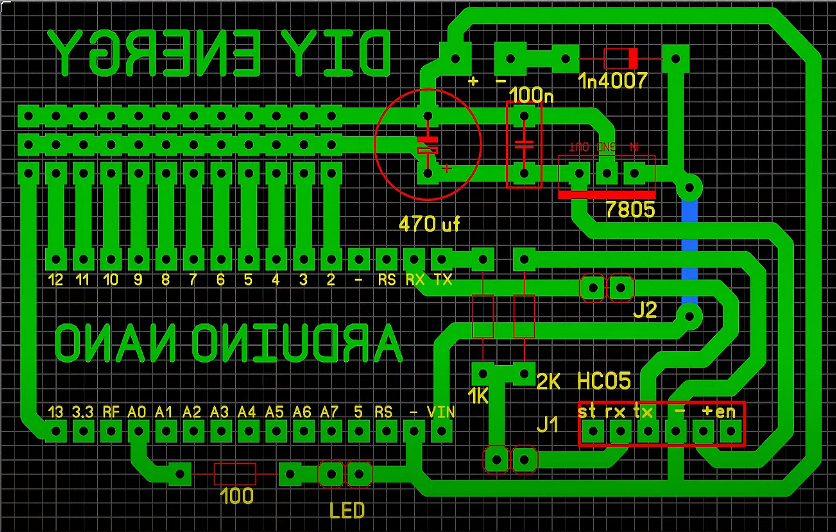 DIY ENERGY
+ -
1n4007
100n
OUT GND IN
+
7805
470 uf
12 11 10 9 8 7 6 5 4 3 2 - RS RX TX
J2
ARDUINO NANO
1K
2K
HC05
st rx tx - +en
J1
13 3.3 RF A0 A1 A2 A3 A4 A5 A6 A7 5 RS - VIN
100
LED